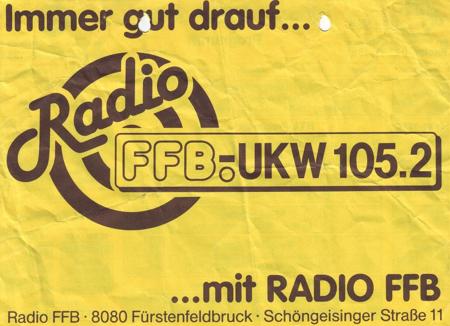 Immer gut drauf...
Radio
FFB-UKW 105.2
...mit RADIO FFB
Radio FFB · 8080 Fürstenfeldbruck · Schöngeisinger Straße 11